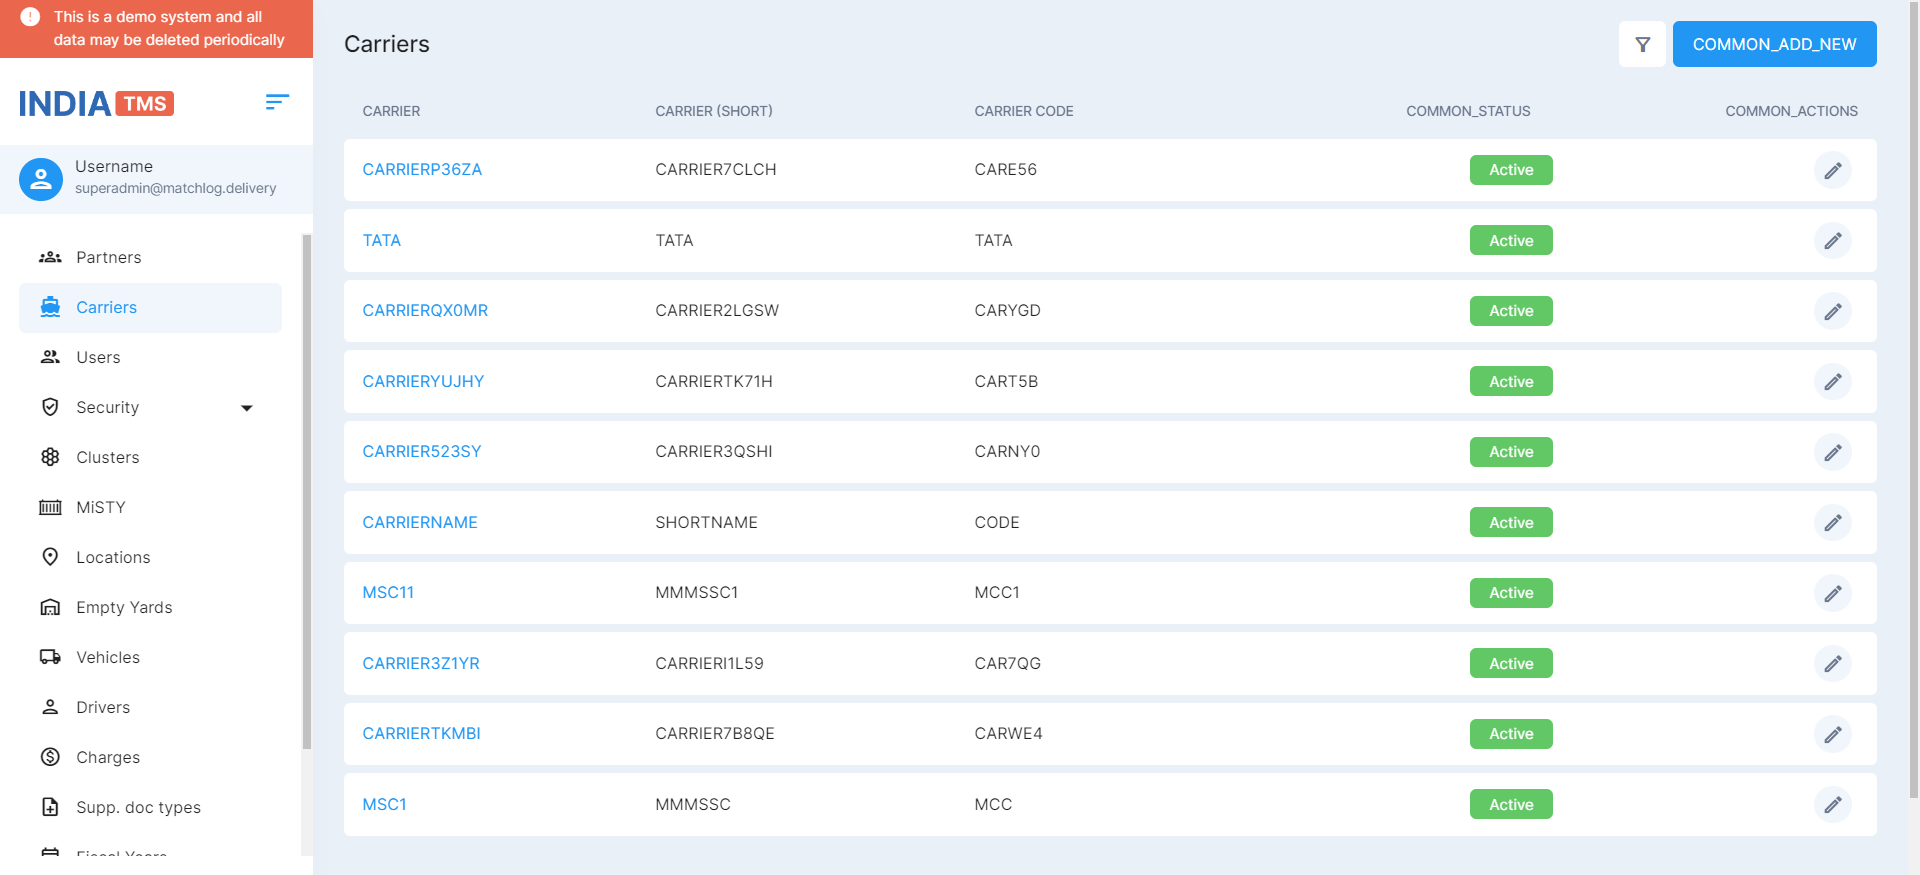 This is a demo system and all
data may be deleted periodically
INDIA TMS
Username
superadmin@matchlog.delivery
Partners
Carriers
Users
Security
Clusters
MiSTY
Locations
Empty Yards
Vehicles
Drivers
Charges
Supp. doc types
Fiscal Years
Carriers
COMMON_ADD_NEW
CARRIER CARRIER (SHORT) CARRIER CODE COMMON_STATUS COMMON_ACTIONS
CARRIERP36ZA CARRIER7CLCH CARE56 Active
TATA TATA TATA Active
CARRIERQX0MR CARRIER2LGSW CARYGD Active
CARRIERYUJHY CARRIERTK71H CART5B Active
CARRIER523SY CARRIER3QSHI CARNY0 Active
CARRIERNAME SHORTNAME CODE Active
MSC11 MMMSSC1 MCC1 Active
CARRIER3Z1YR CARRIERI1L59 CAR7QG Active
CARRIERTKMBI CARRIER7B8QE CARWE4 Active
MSC1 MMMSSC MCC Active